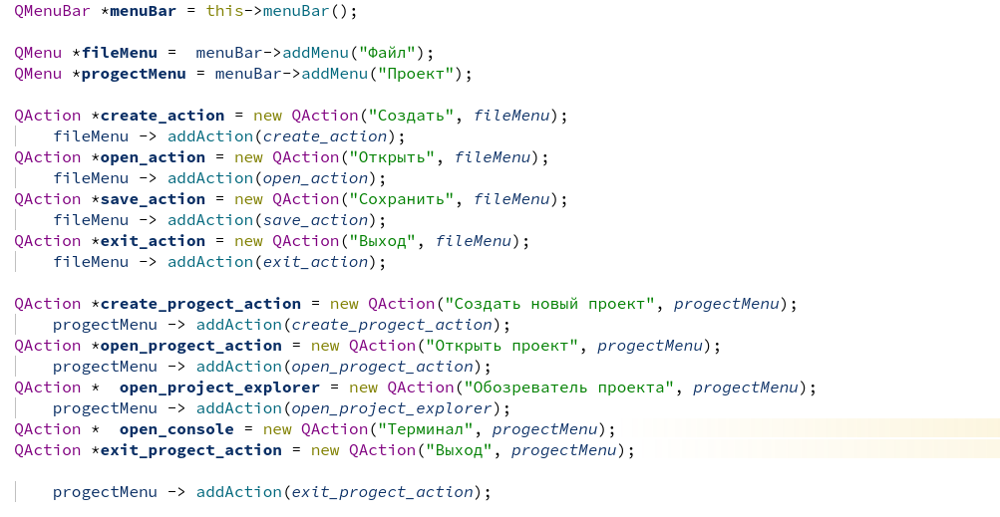 QMenuBar *menuBar = this->menuBar();
QMenu *fileMenu =  menuBar->addMenu("Файл");
QMenu *progectMenu = menuBar->addMenu("Проект");
QAction *create_action = new QAction("Создать", fileMenu);
    fileMenu -> addAction(create_action);
QAction *open_action = new QAction("Открыть", fileMenu);
    fileMenu -> addAction(open_action);
QAction *save_action = new QAction("Сохранить", fileMenu);
    fileMenu -> addAction(save_action);
QAction *exit_action = new QAction("Выход", fileMenu);
    fileMenu -> addAction(exit_action);
QAction *create_progect_action = new QAction("Создать новый проект", progectMenu);
    progectMenu -> addAction(create_progect_action);
QAction *open_progect_action = new QAction("Открыть проект", progectMenu);
    progectMenu -> addAction(open_progect_action);
QAction *  open_project_explorer = new QAction("Обозреватель проекта", progectMenu);
    progectMenu -> addAction(open_project_explorer);
QAction *  open_console = new QAction("Терминал", progectMenu);
QAction *exit_progect_action = new QAction("Выход", progectMenu);
    progectMenu -> addAction(exit_progect_action);